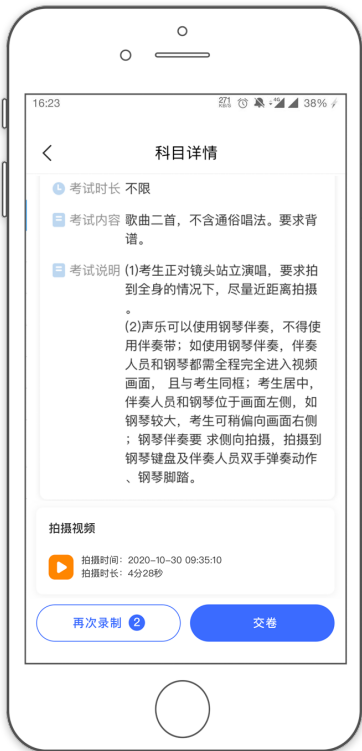 16:23 271 KB/S 4G 38%
科目详情
考试时长 不限
考试内容 歌曲二首，不含通俗唱法。要求背
谱。
考试说明 (1)考生正对镜头站立演唱，要求拍
到全身的情况下，尽量近距离拍摄
。
(2)声乐可以使用钢琴伴奏，不得使
用伴奏带；如使用钢琴伴奏，伴奏
人员和钢琴都需全程完全进入视频
画面， 且与考生同框；考生居中，
伴奏人员和钢琴位于画面左侧，如
钢琴较大，考生可稍偏向画面右侧
；钢琴伴奏要 求侧向拍摄，拍摄到
钢琴键盘及伴奏人员双手弹奏动作
、钢琴脚踏。
拍摄视频
拍摄时间：2020-10-30 09:35:10
拍摄时长：4分28秒
再次录制 2 交卷